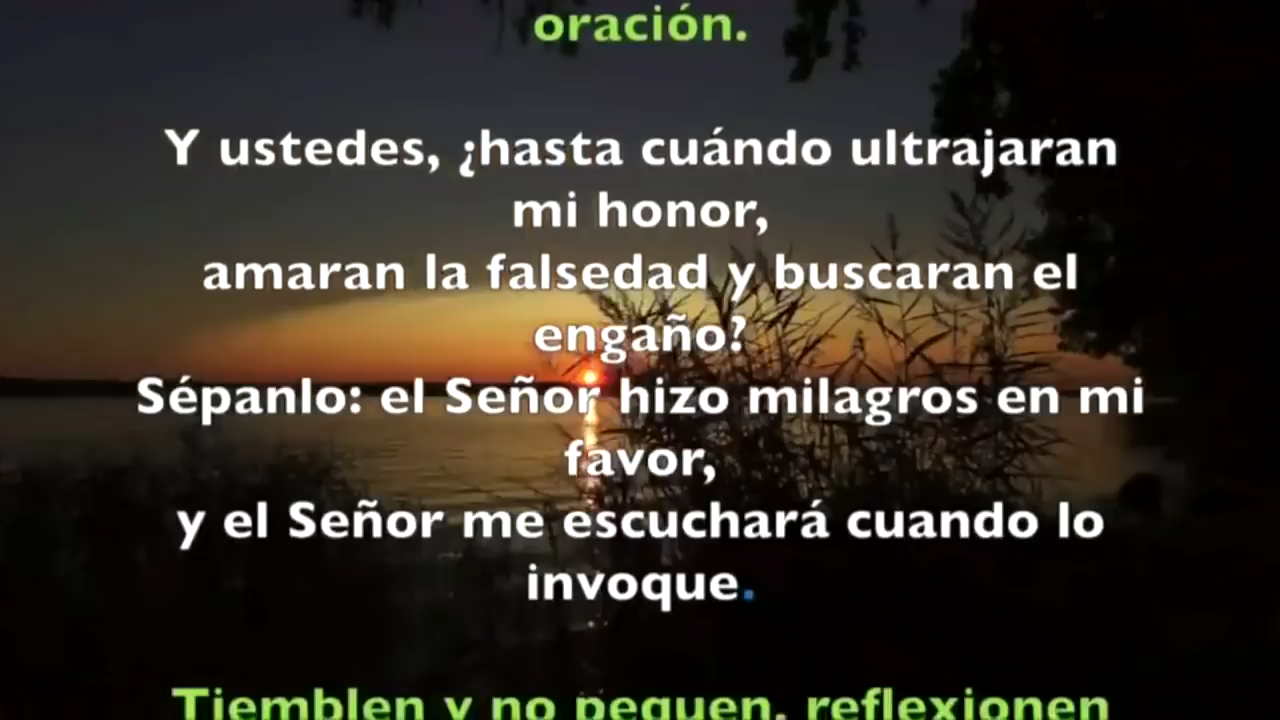 oración.
Y ustedes, ¿hasta cuándo ultrajaran
mi honor,
amaran la falsedad y buscaran el
engaño?
Sépanlo: el Señor hizo milagros en mi
favor,
y el Señor me escuchará cuando lo
invoque.
Tiemblen y no pequen, reflexionen